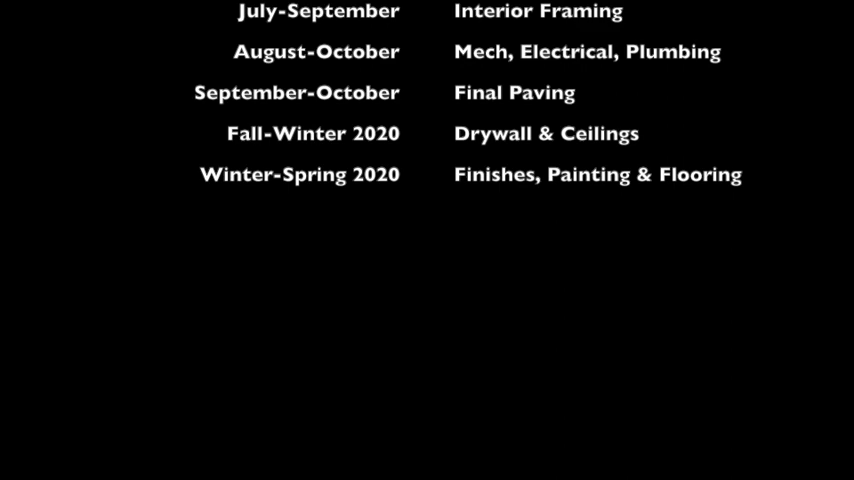 July-September Interior Framing
August-October Mech, Electrical, Plumbing
September-October Final Paving
Fall-Winter 2020 Drywall & Ceilings
Winter-Spring 2020 Finishes, Painting & Flooring